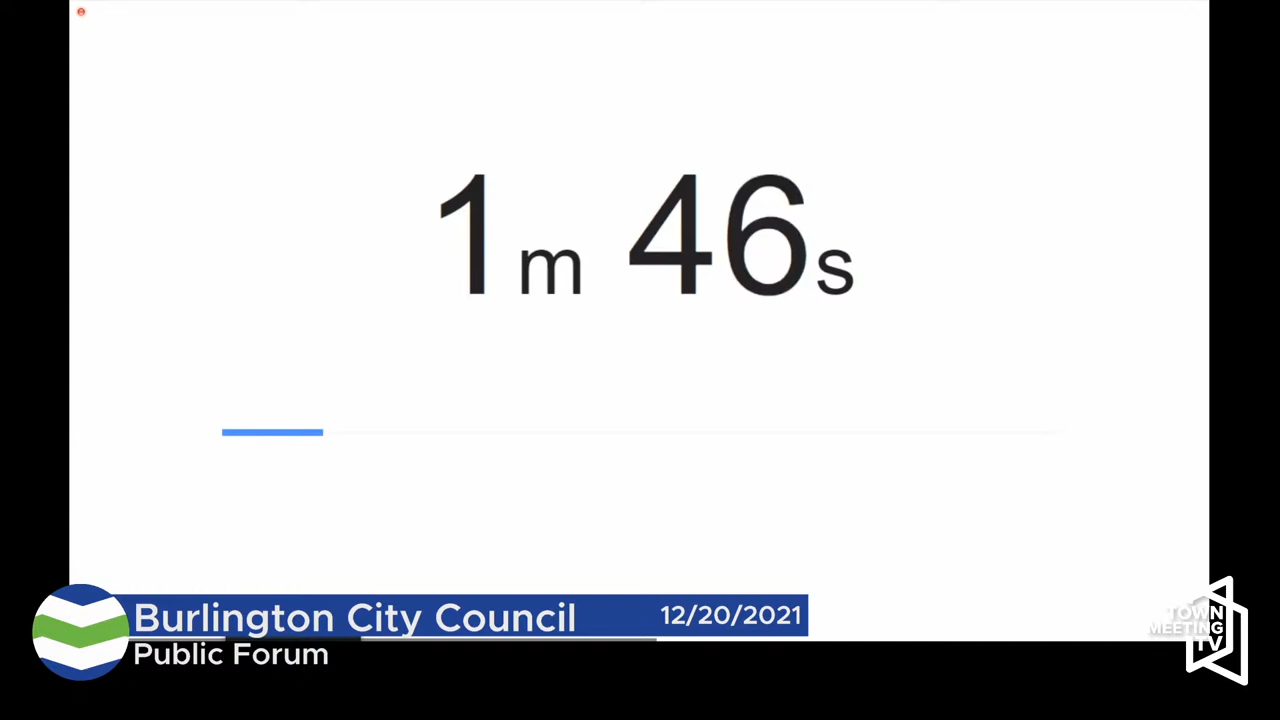 1m 46s
Burlington City Council 12/20/2021
Public Forum
TOWN
MEETING
TV